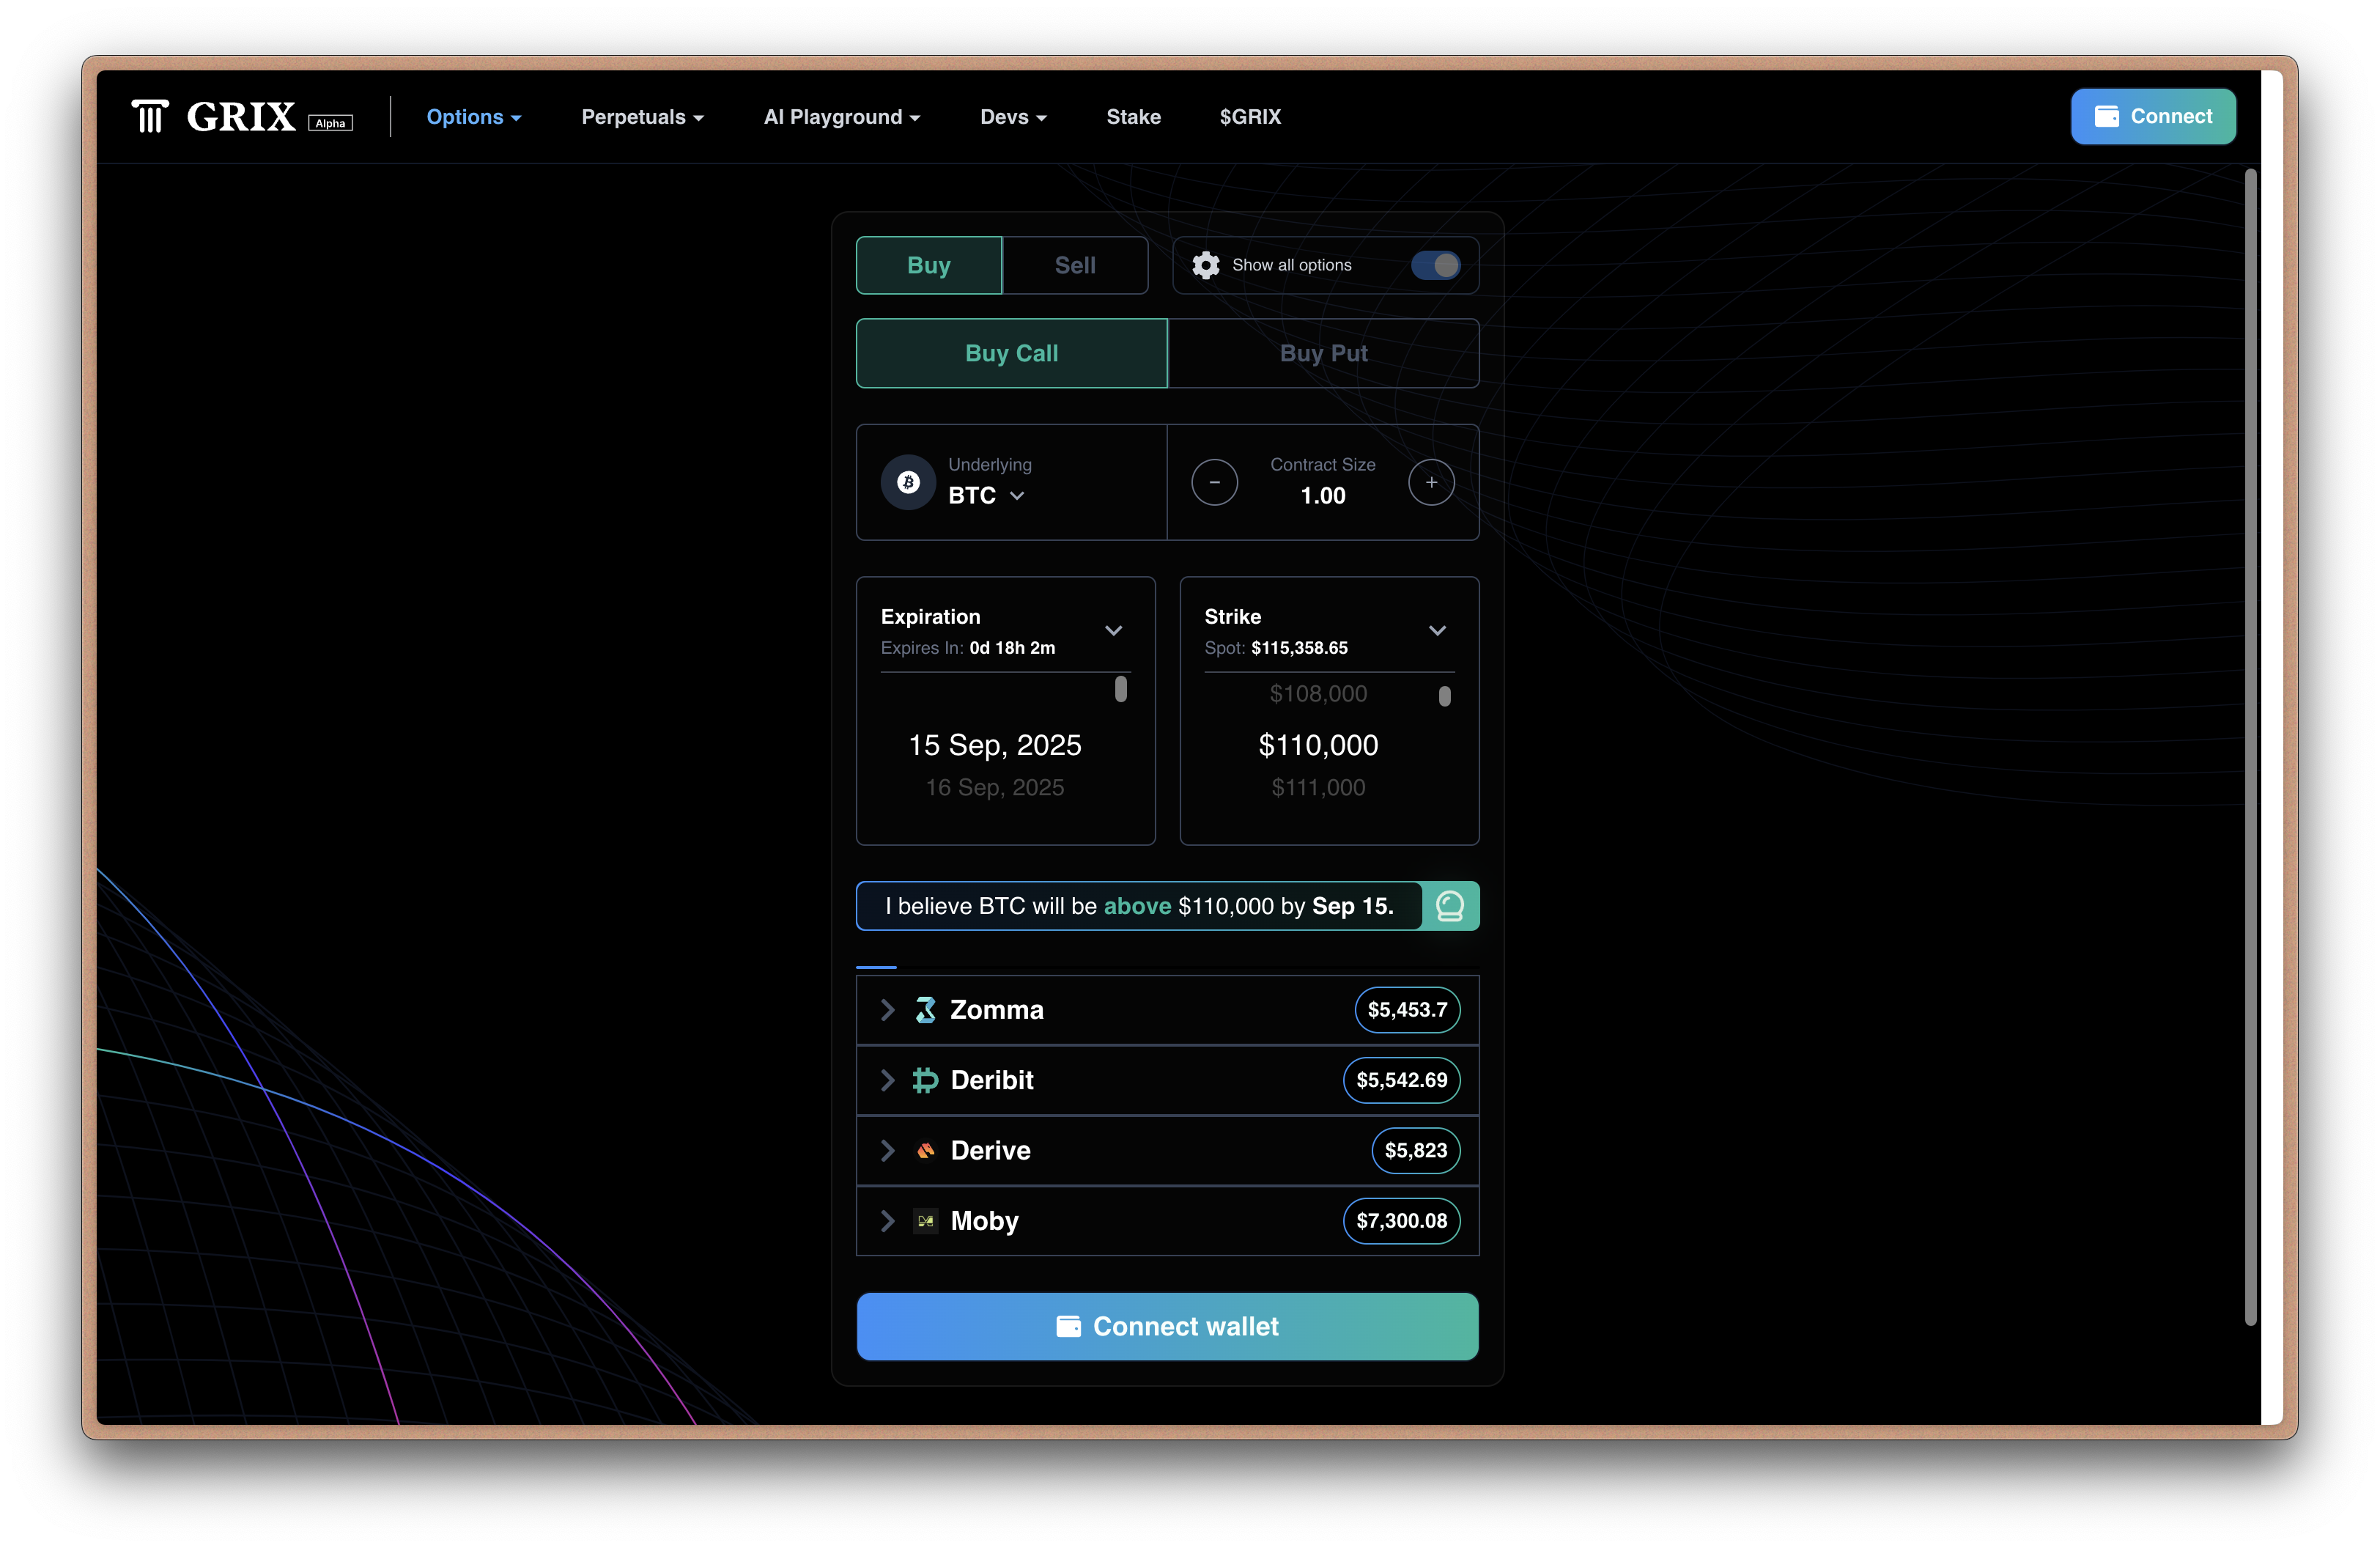 GRIX Alpha
Options
Perpetuals
AI Playground
Devs
Stake
$GRIX
Connect
Buy
Sell
Show all options
Buy Call
Buy Put
Underlying
BTC
Contract Size
− 1.00 +
Expiration
Expires In: 0d 18h 2m
15 Sep, 2025
16 Sep, 2025
Strike
Spot: $115,358.65
$108,000
$110,000
$111,000
I believe BTC will be above $110,000 by Sep 15.
Zomma $5,453.7
Deribit $5,542.69
Derive $5,823
Moby $7,300.08
Connect wallet